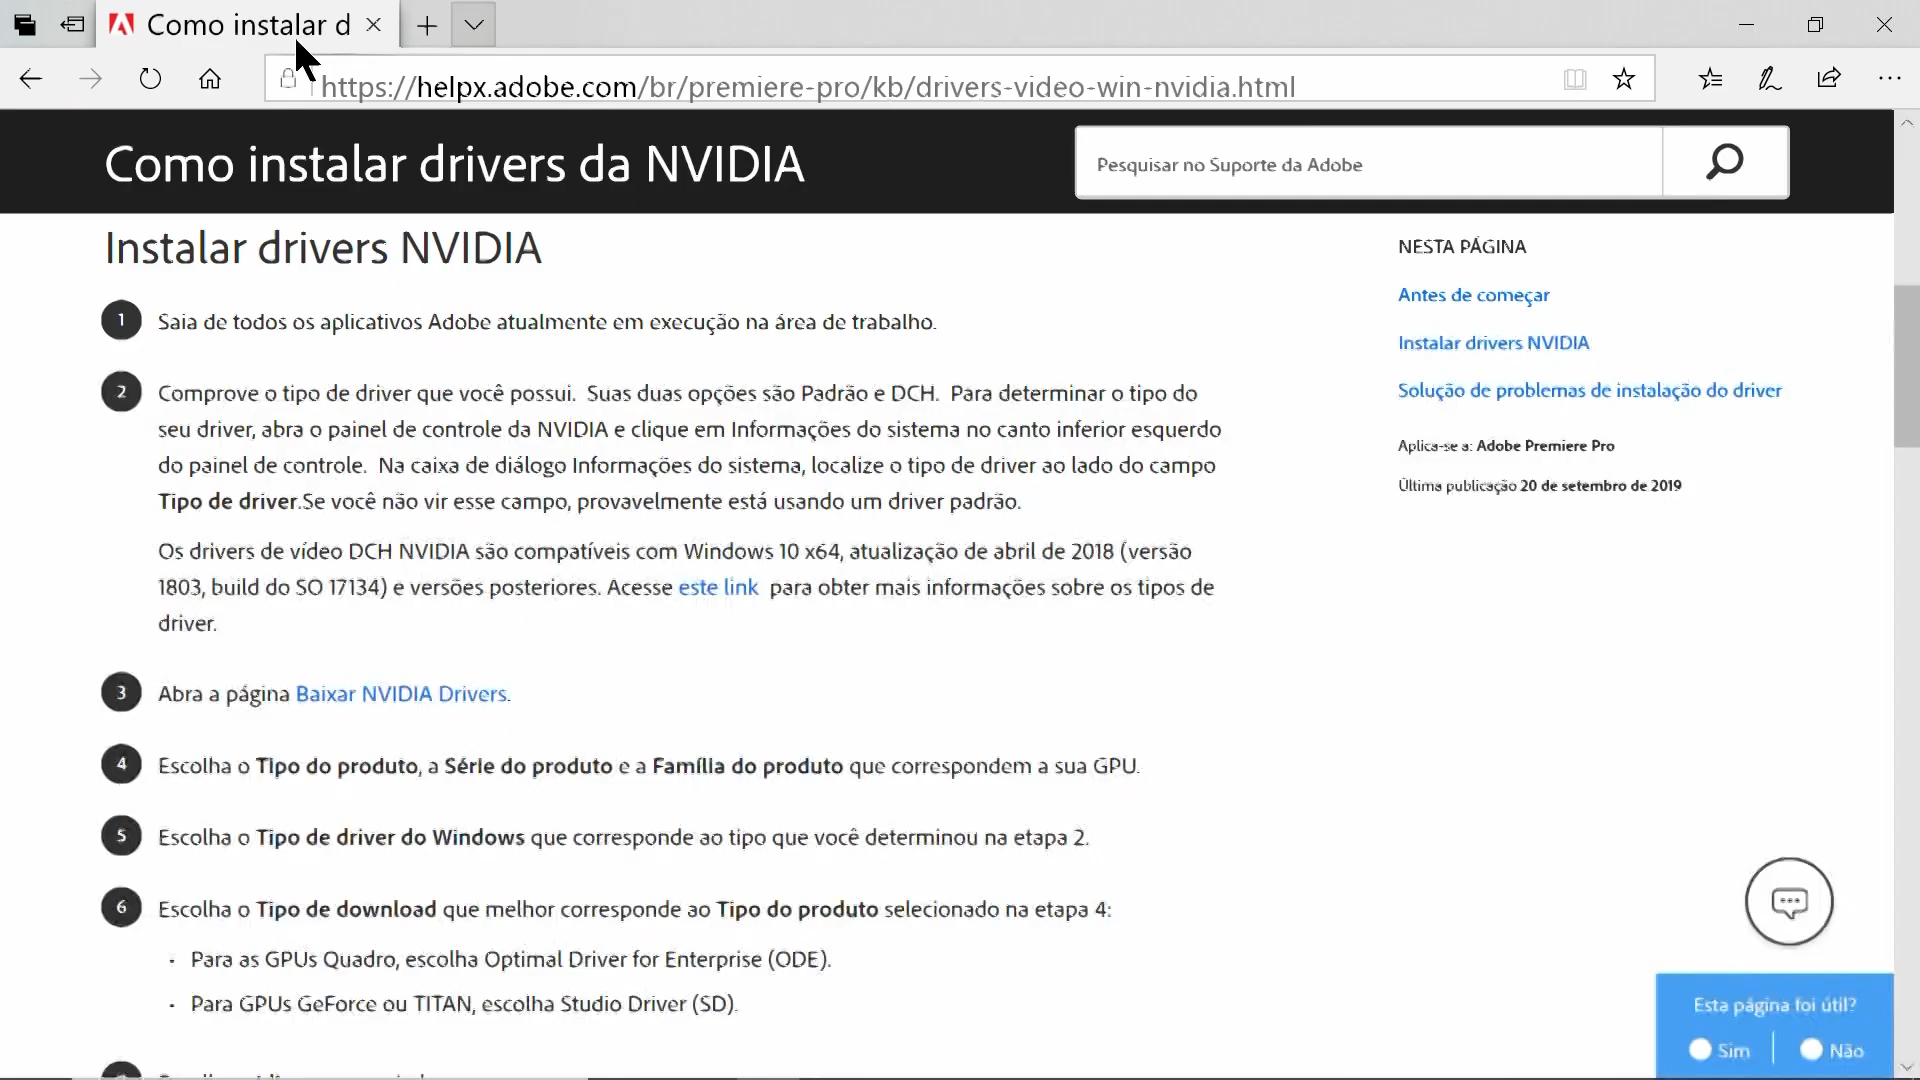 Como instalar d
https://helpx.adobe.com/br/premiere-pro/kb/drivers-video-win-nvidia.html
Como instalar drivers da NVIDIA
Pesquisar no Suporte da Adobe
Instalar drivers NVIDIA
1 Saia de todos os aplicativos Adobe atualmente em execução na área de trabalho.
2 Comprove o tipo de driver que você possui. Suas duas opções são Padrão e DCH. Para determinar o tipo do
seu driver, abra o painel de controle da NVIDIA e clique em Informações do sistema no canto inferior esquerdo
do painel de controle. Na caixa de diálogo Informações do sistema, localize o tipo de driver ao lado do campo
Tipo de driver.Se você não vir esse campo, provavelmente está usando um driver padrão.
Os drivers de vídeo DCH NVIDIA são compatíveis com Windows 10 x64, atualização de abril de 2018 (versão
1803, build do SO 17134) e versões posteriores. Acesse este link para obter mais informações sobre os tipos de
driver.
3 Abra a página Baixar NVIDIA Drivers.
4 Escolha o Tipo do produto, a Série do produto e a Família do produto que correspondem a sua GPU.
5 Escolha o Tipo de driver do Windows que corresponde ao tipo que você determinou na etapa 2.
6 Escolha o Tipo de download que melhor corresponde ao Tipo do produto selecionado na etapa 4:
- Para as GPUs Quadro, escolha Optimal Driver for Enterprise (ODE).
- Para GPUs GeForce ou TITAN, escolha Studio Driver (SD).
NESTA PÁGINA
Antes de começar
Instalar drivers NVIDIA
Solução de problemas de instalação do driver
Aplica-se a: Adobe Premiere Pro
Última publicação 20 de setembro de 2019
Esta página foi útil?
Sim
Não